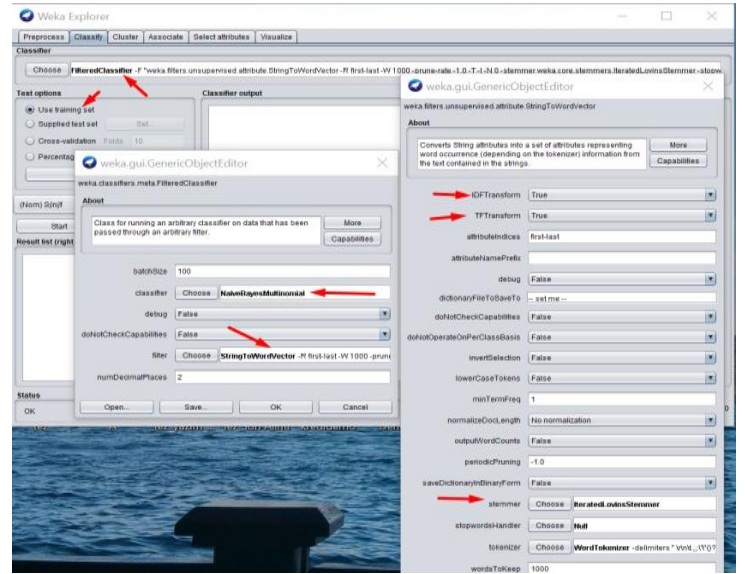 Weka Explorer
Preprocess Classify Cluster Associate Select attributes Visualize
Classifier
Choose FilteredClassifier -F "weka.filters.unsupervised.attribute.StringToWordVector -R first-last -W 1000 -prune-rate -1.0 -T -I -N 0 -stemmer weka.core.stemmers.IteratedLovinsStemmer -stopw
Test options
Use training set
Supplied test set Set...
Cross-validation Folds 10
Percentag
(Nom) S|n|f
Start
Result list (right
Status
OK
Classifier output
weka.gui.GenericObjectEditor
weka.classifiers.meta.FilteredClassifier
About
Class for running an arbitrary classifier on data that has been
passed through an arbitrary filter.
More
Capabilities
batchSize 100
classifier Choose NaiveBayesMultinomial
debug False
doNotCheckCapabilities False
filter Choose StringToWordVector -R first-last -W 1000 -prune
numDecimalPlaces 2
Open... Save... OK Cancel
weka.gui.GenericObjectEditor
weka.filters.unsupervised.attribute.StringToWordVector
About
Converts String attributes into a set of attributes representing
word occurrence (depending on the tokenizer) information from
the text contained in the strings.
More
Capabilities
IDFTransform True
TFTransform True
attributeIndices first-last
attributeNamePrefix
debug False
dictionaryFileToSaveTo -- set me --
doNotCheckCapabilities False
doNotOperateOnPerClassBasis False
invertSelection False
lowerCaseTokens False
minTermFreq 1
normalizeDocLength No normalization
outputWordCounts False
periodicPruning -1.0
saveDictionaryInBinaryForm False
stemmer Choose IteratedLovinsStemmer
stopwordsHandler Choose Null
tokenizer Choose WordTokenizer -delimiters
wordsToKeep 1000